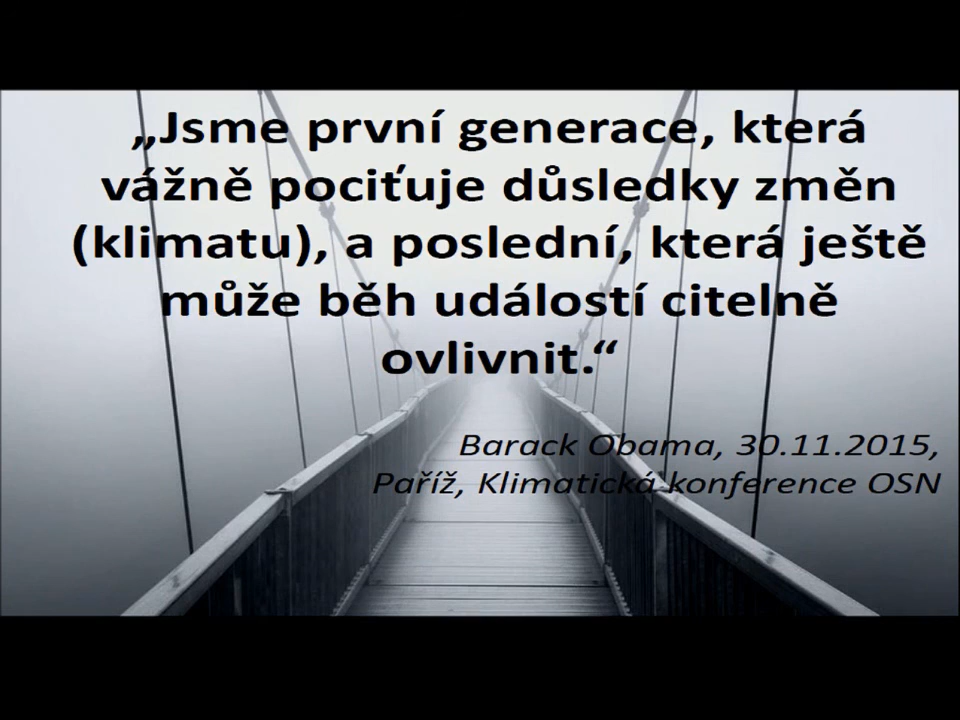 „Jsme první generace, která
vážně pociťuje důsledky změn
(klimatu), a poslední, která ještě
může běh událostí citelně
ovlivnit.“
Barack Obama, 30.11.2015,
Paříž, Klimatická konference OSN